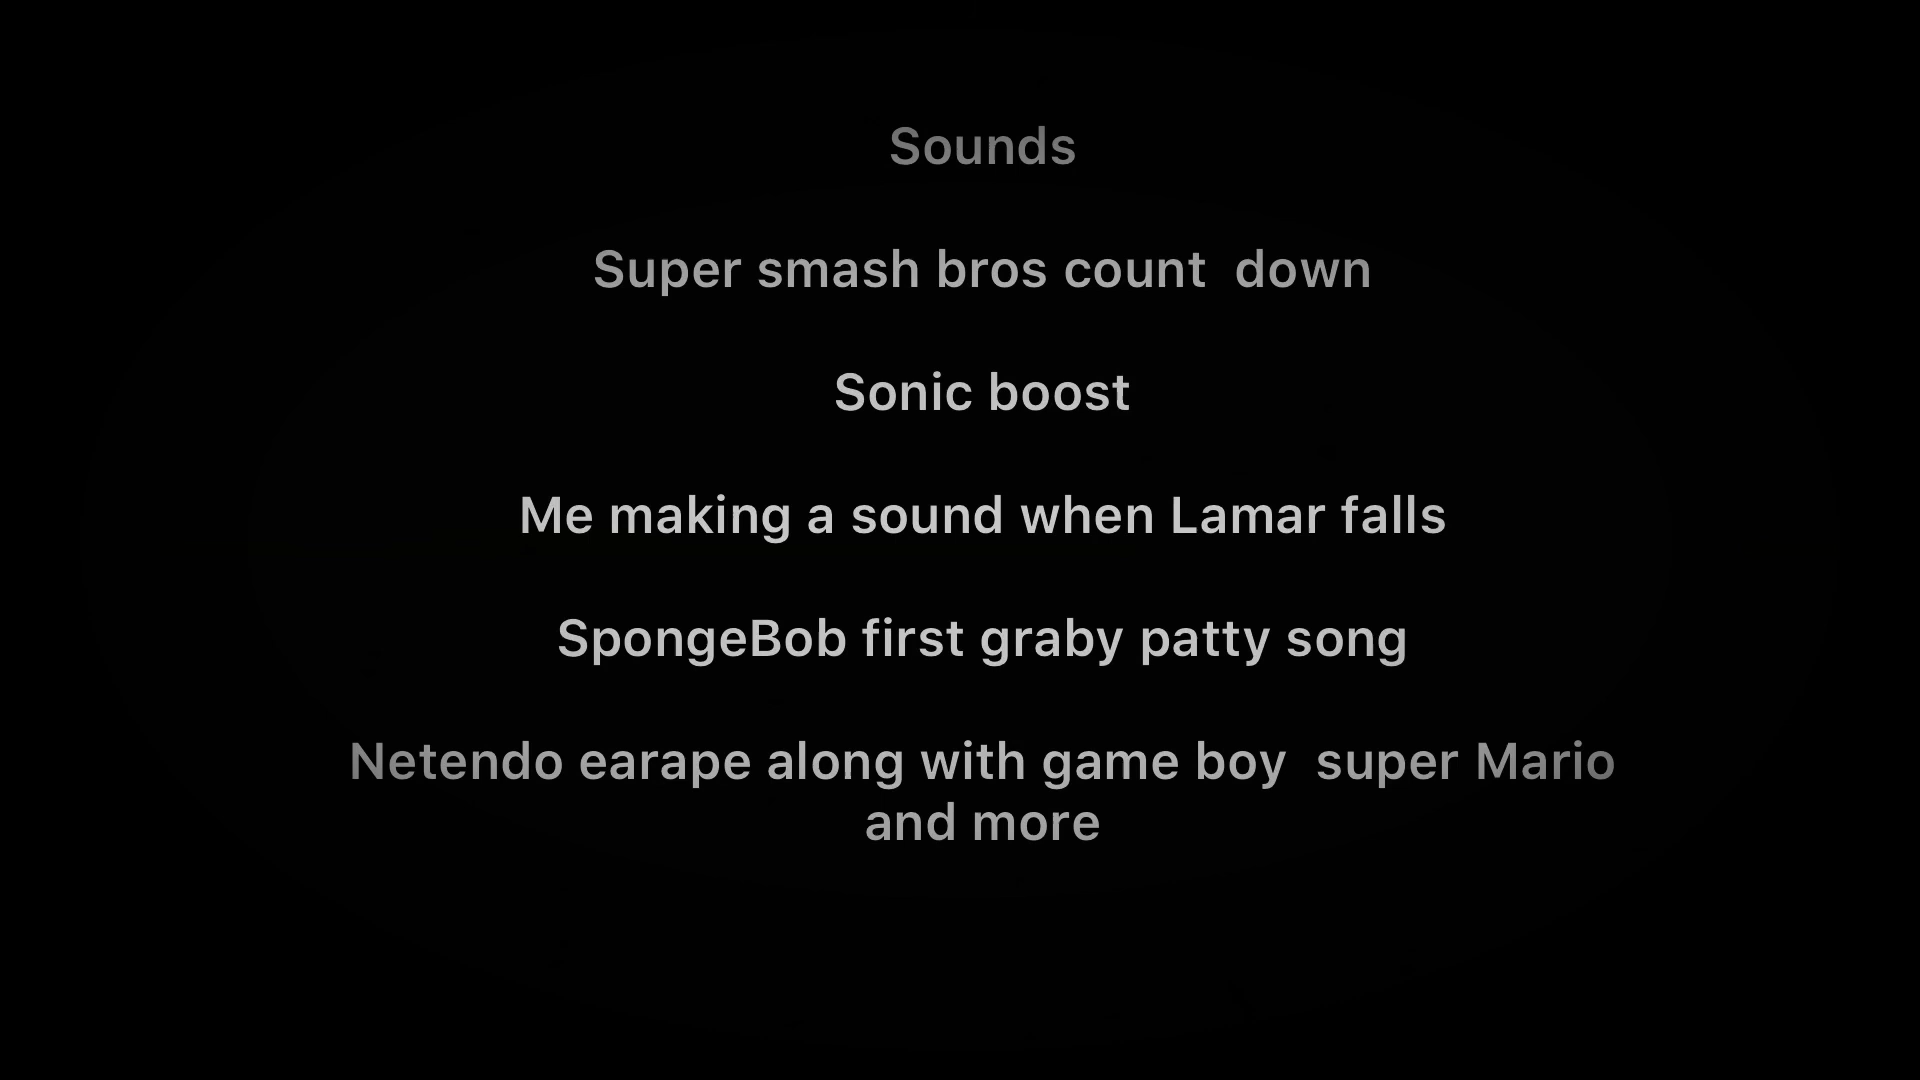 Sounds
Super smash bros count  down
Sonic boost
Me making a sound when Lamar falls
SpongeBob first graby patty song
Netendo earape along with game boy  super Mario
and more